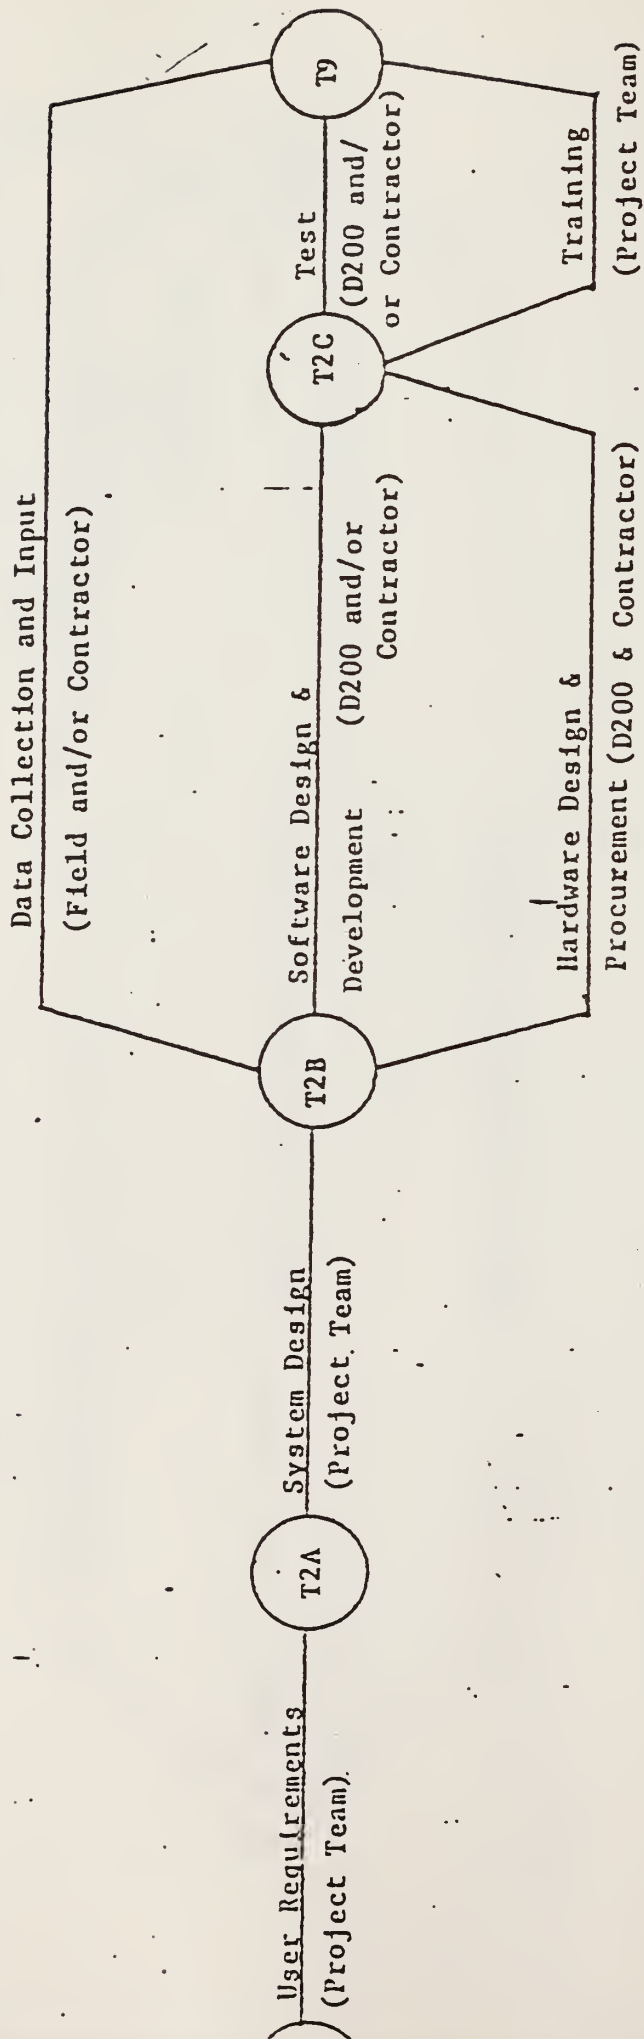 User Requirements
(Project Team)
T2A
System Design
(Project Team)
T2B
Data Collection and Input
(Field and/or Contractor)
Software Design &
Development (D200 and/or
Contractor)
Hardware Design &
Procurement (D200 & Contractor)
T2C
Test
(D200 and/
or Contractor)
Training
(Project Team)
T9